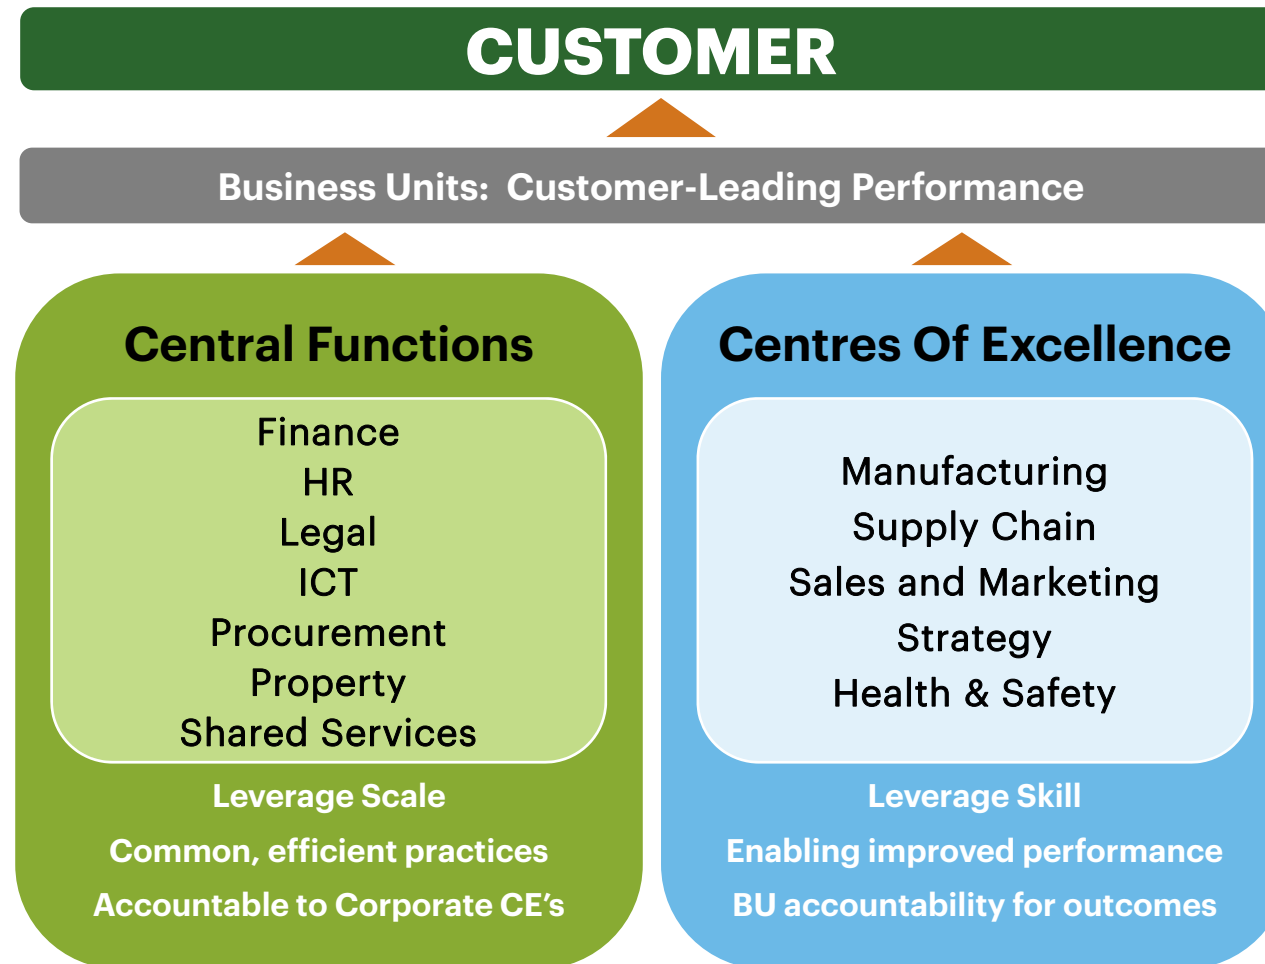 CUSTOMER
Business Units:  Customer-Leading Performance
Central Functions
Finance
HR
Legal
ICT
Procurement
Property
Shared Services
Leverage Scale
Common, efficient practices
Accountable to Corporate CE’s
Centres Of Excellence
Manufacturing
Supply Chain
Sales and Marketing
Strategy
Health & Safety
Leverage Skill
Enabling improved performance
BU accountability for outcomes